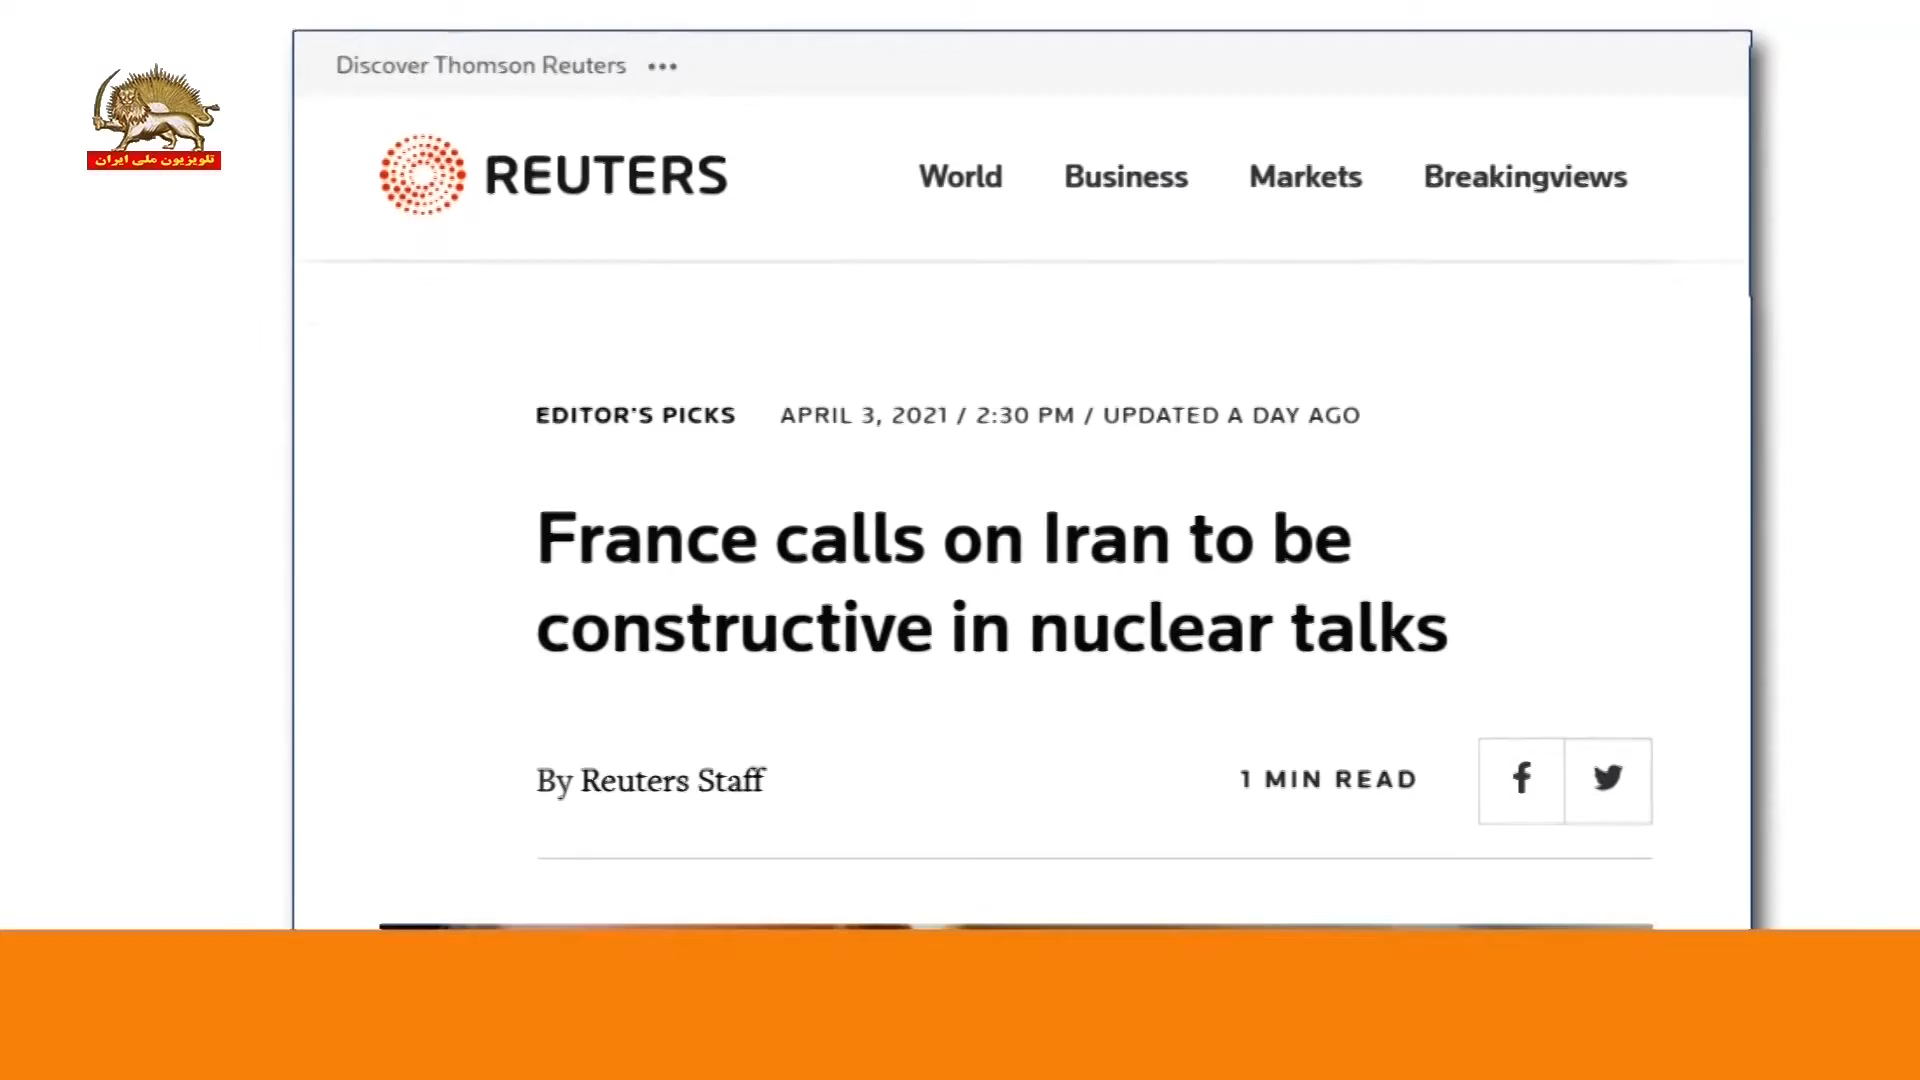 Discover Thomson Reuters
تلویزیون ملی ایران
REUTERS
World Business Markets Breakingviews
EDITOR'S PICKS APRIL 3, 2021 / 2:30 PM / UPDATED A DAY AGO
France calls on Iran to be
constructive in nuclear talks
By Reuters Staff 1 MIN READ